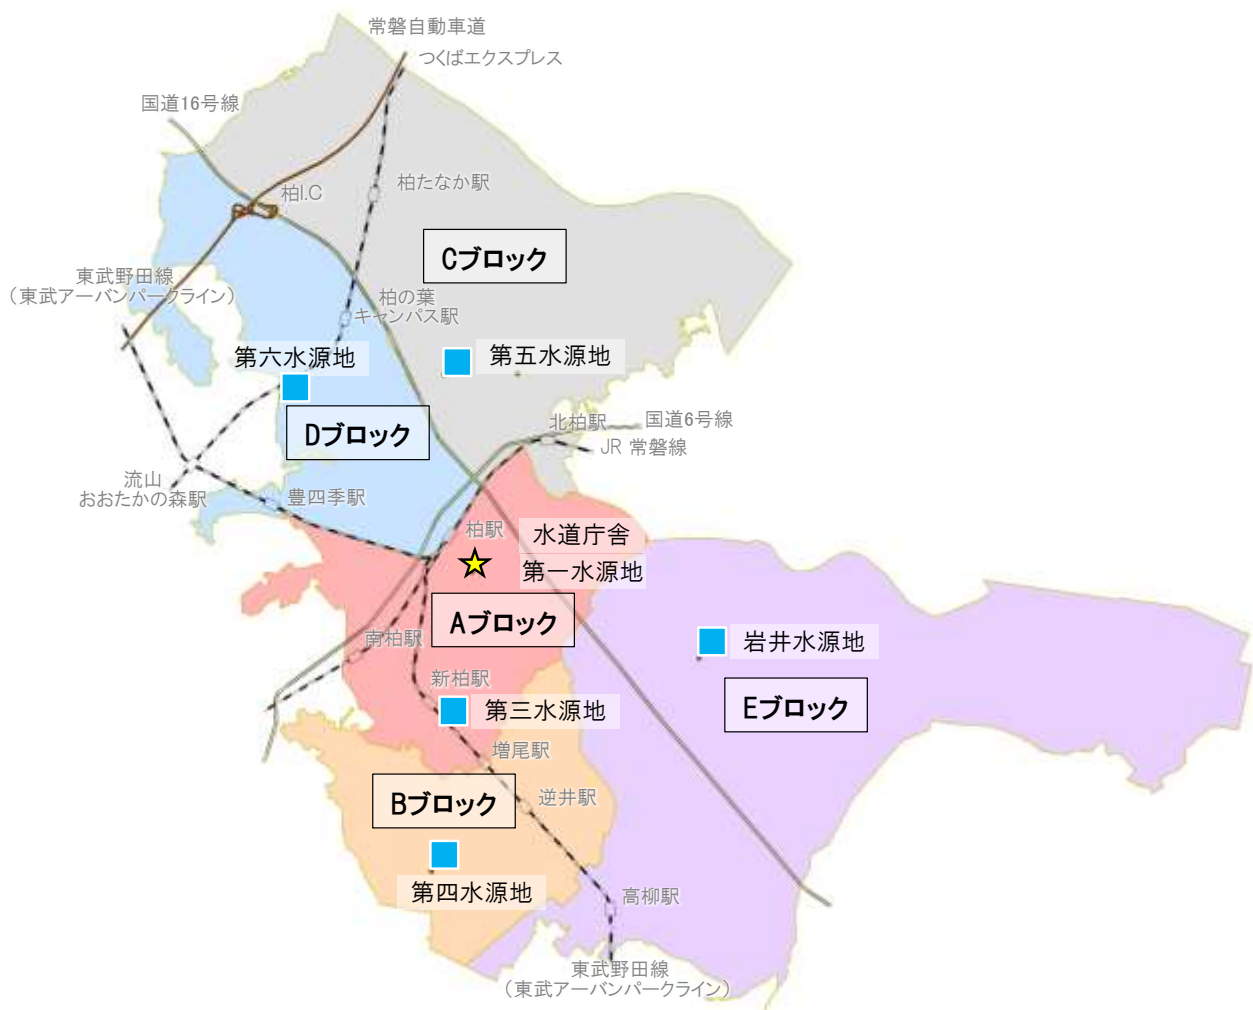 常磐自動車道
つくばエクスプレス
国道16号線
柏I.C
柏たなか駅
Cブロック
東武野田線
(東武アーバンパークライン)
柏の葉
キャンパス駅
第六水源地
第五水源地
Dブロック
北柏駅
国道6号線
JR 常磐線
流山
おおたかの森駅
豊四季駅
柏駅
水道庁舎
第一水源地
Aブロック
南柏駅
岩井水源地
新柏駅
第三水源地
Eブロック
増尾駅
Bブロック
逆井駅
第四水源地
高柳駅
東武野田線
(東武アーバンパークライン)